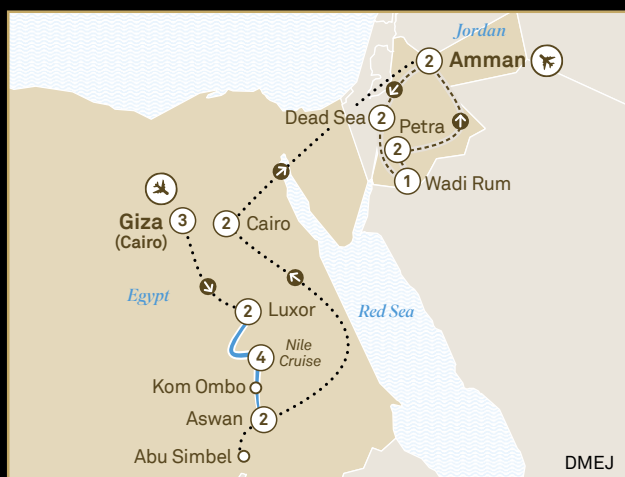 Jordan
2
Amman
Dead Sea
2
Petra
2
1
Wadi Rum
Giza
(Cairo)
3
2
Cairo
Egypt
2
Luxor
Red Sea
4
Nile
Cruise
Kom Ombo
Aswan
2
Abu Simbel
DMEJ